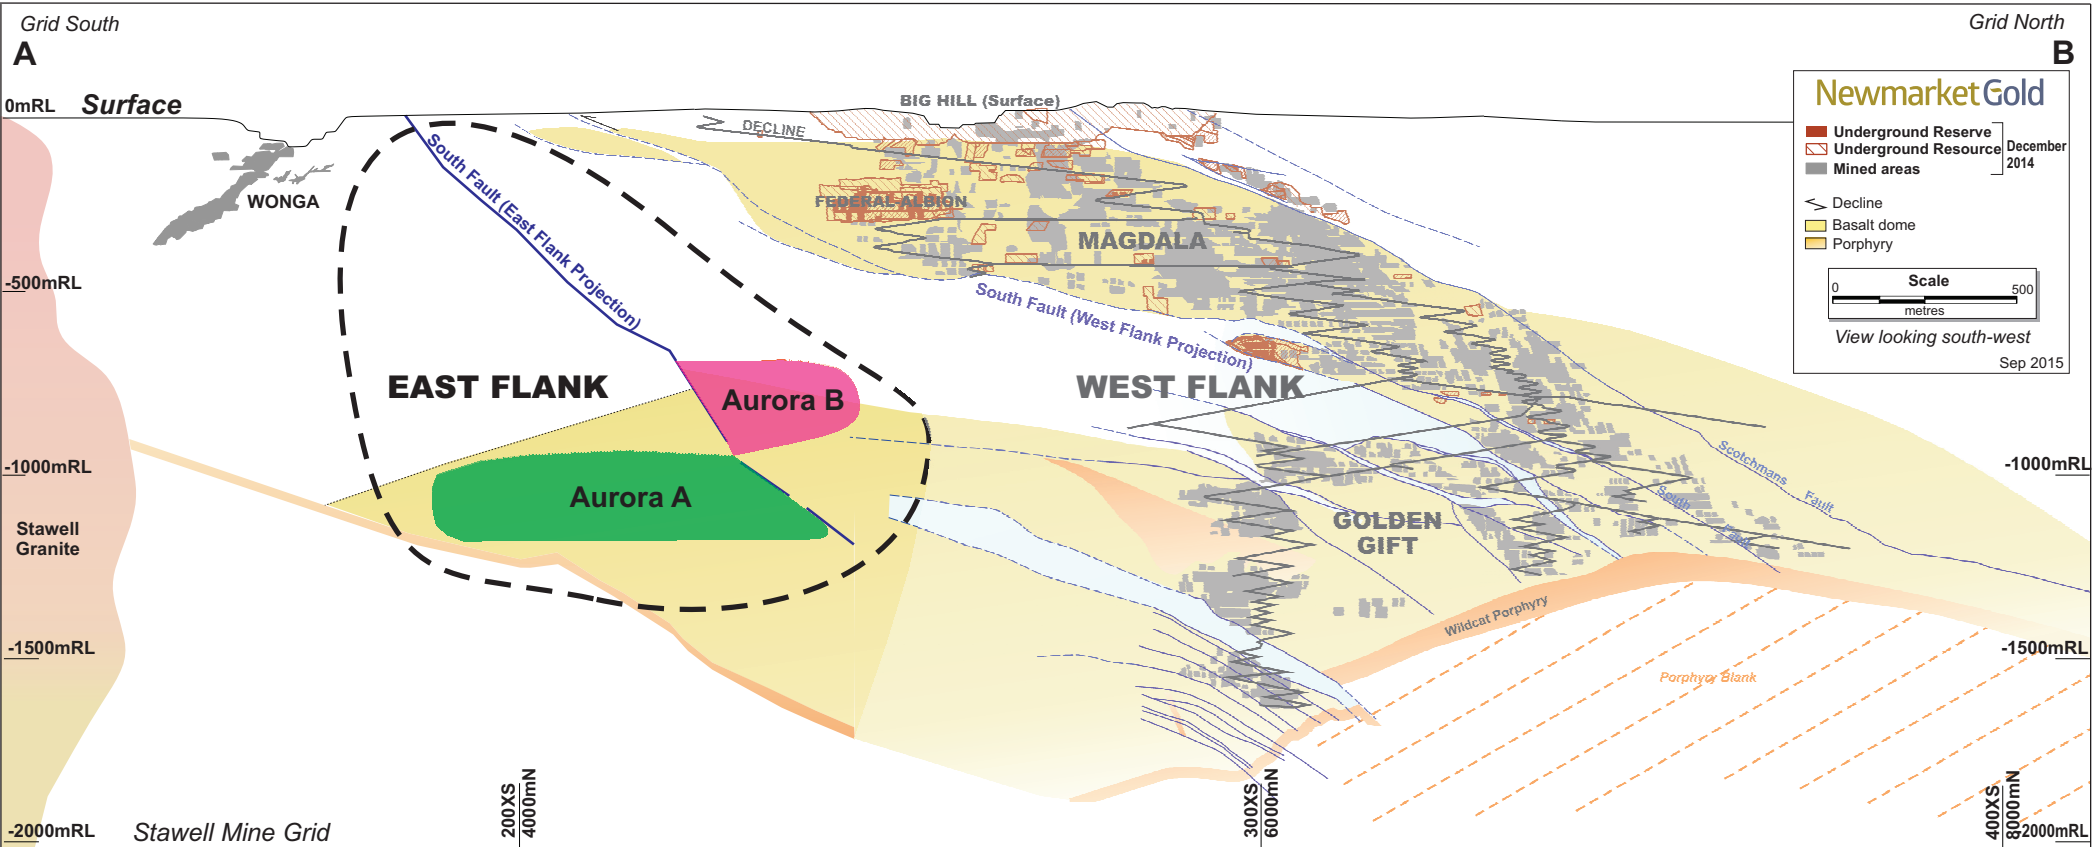 Grid South
Grid North
A
B
0mRL
Surface
BIG HILL (Surface)
DECLINE
NewmarketGold
Underground Reserve
Underground Resource
Mined areas
December
2014
Decline
Basalt dome
Porphyry
Scale
0
500
metres
View looking south-west
Sep 2015
WONGA
South Fault (East Flank Projection)
FEDERAL ALBION
MAGDALA
-500mRL
South Fault (West Flank Projection)
EAST FLANK
WEST FLANK
Aurora B
Aurora A
-1000mRL
-1000mRL
Scotchmans Fault
South Fault
GOLDEN
GIFT
Stawell
Granite
Wildcat Porphyry
-1500mRL
-1500mRL
Porphyry Blank
200XS
4000mN
300XS
6000mN
400XS
8000mN
-2000mRL
Stawell Mine Grid
2000mRL